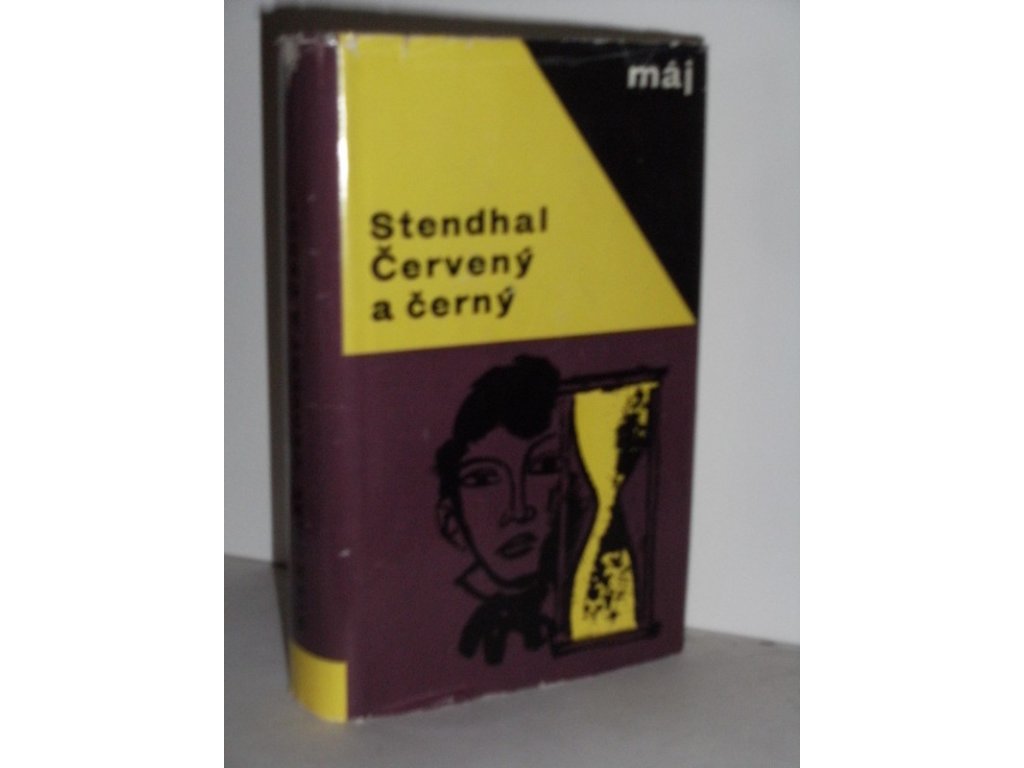 máj
Stendhal
Červený
a černý